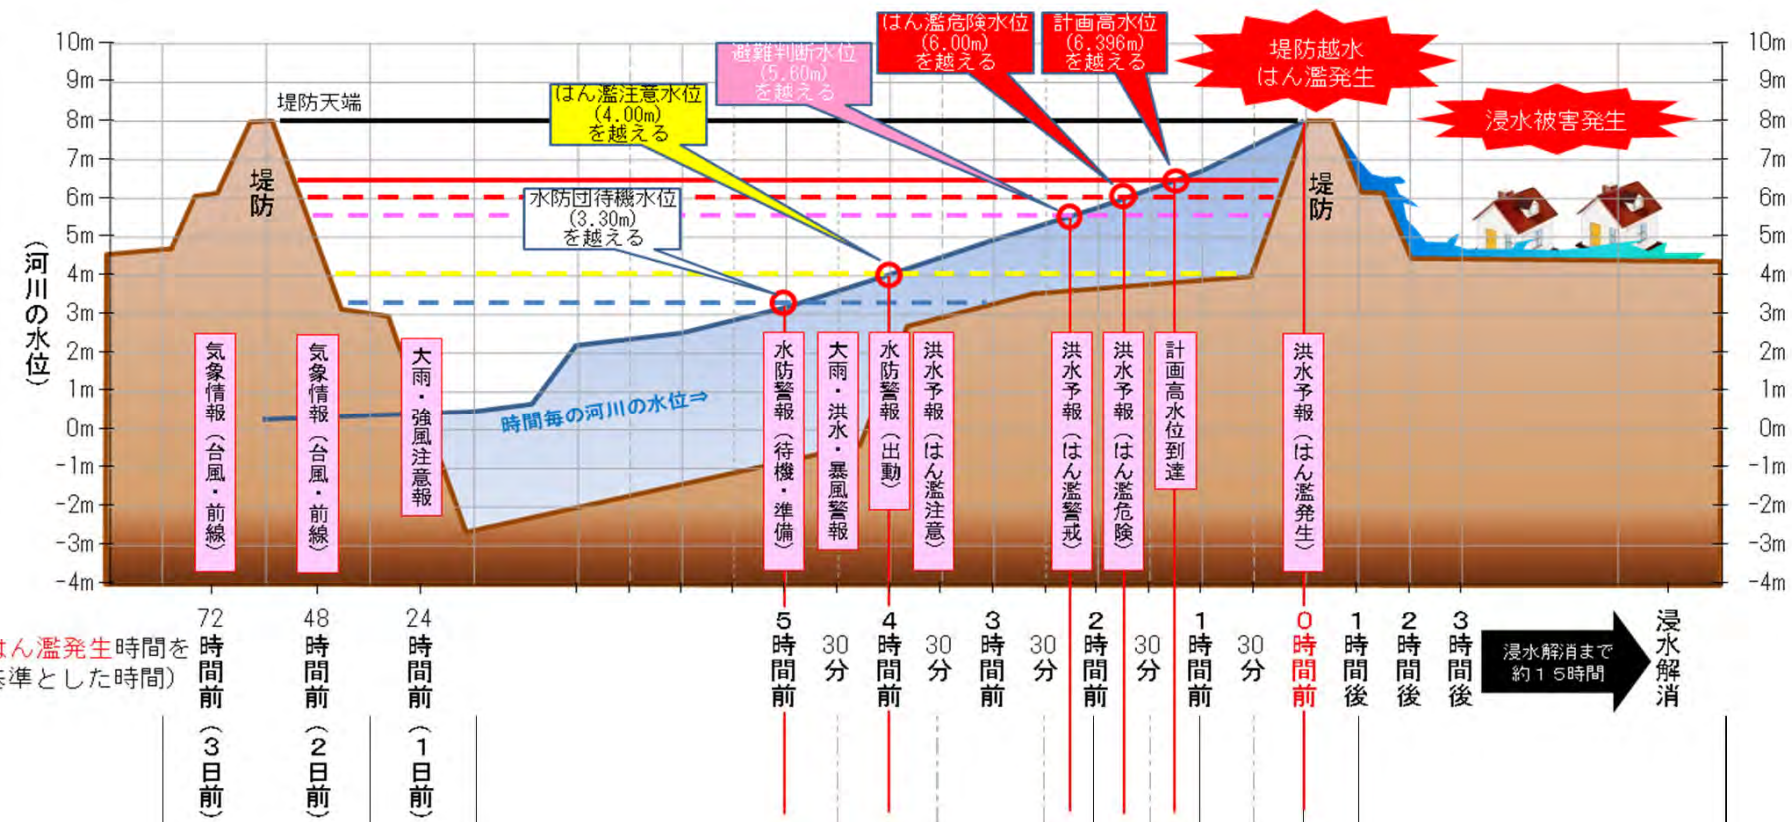 はん濫危険水位
(6.00m)
を越える
計画高水位
(6.396m)
を越える
堤防越水
はん濫発生
避難判断水位
(5.60m)
を越える
はん濫注意水位
(4.00m)
を越える
浸水被害発生
水防団待機水位
(3.30m)
を越える
堤防天端
堤防
堤防
10m
9m
8m
7m
6m
5m
4m
3m
2m
1m
0m
-1m
-2m
-3m
-4m
10m
9m
8m
7m
6m
5m
4m
3m
2m
1m
0m
-1m
-2m
-3m
-4m
(河川の水位)
時間毎の河川の水位⇒
気象情報(台風・前線)
気象情報(台風・前線)
大雨・強風注意報
水防警報(待機・準備)
大雨・洪水・暴風警報
水防警報(出動)
洪水予報(はん濫注意)
洪水予報(はん濫警戒)
洪水予報(はん濫危険)
計画高水位到達
洪水予報(はん濫発生)
はん濫発生時間を
基準とした時間)
72時間前(3日前)
48時間前(2日前)
24時間前(1日前)
5時間前
30分
4時間前
30分
3時間前
30分
2時間前
30分
1時間前
30分
0時間前
1時間後
2時間後
3時間後
浸水解消まで
約15時間
浸水解消